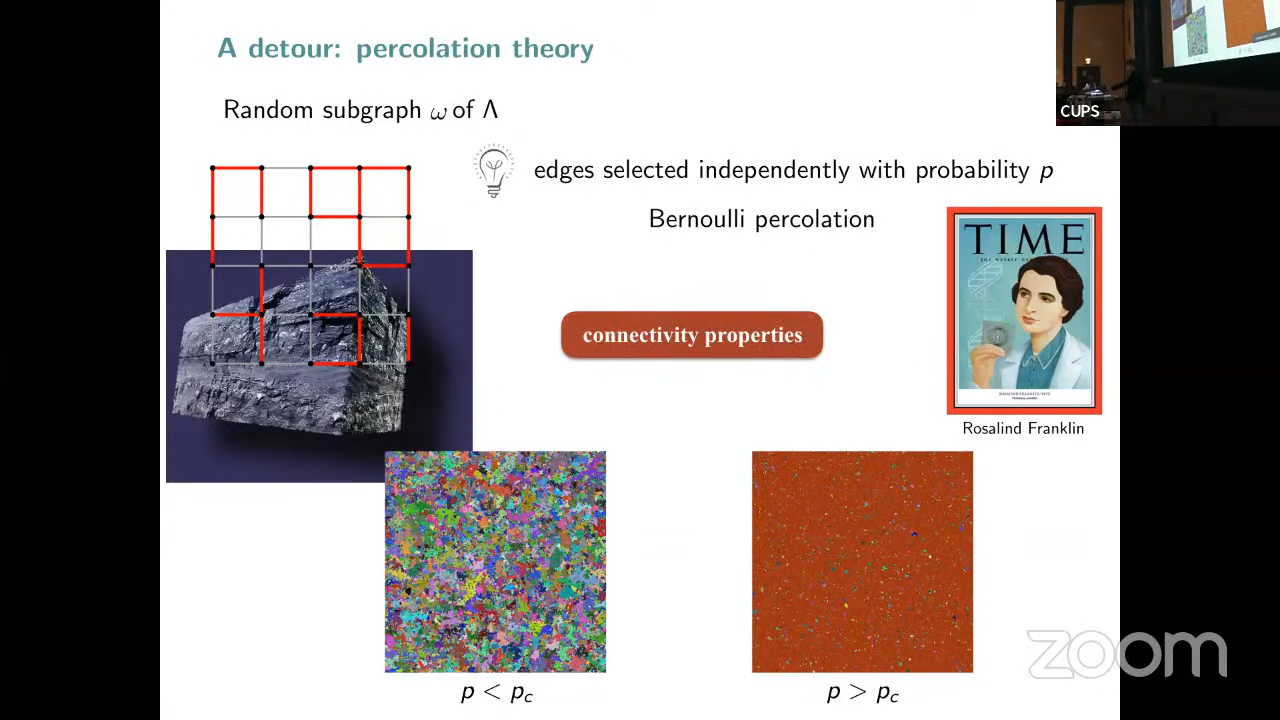 A detour: percolation theory
Random subgraph ω of Λ
edges selected independently with probability p
Bernoulli percolation
TIME
connectivity properties
Rosalind Franklin
p < p_c
p > p_c
CUPS
zoom